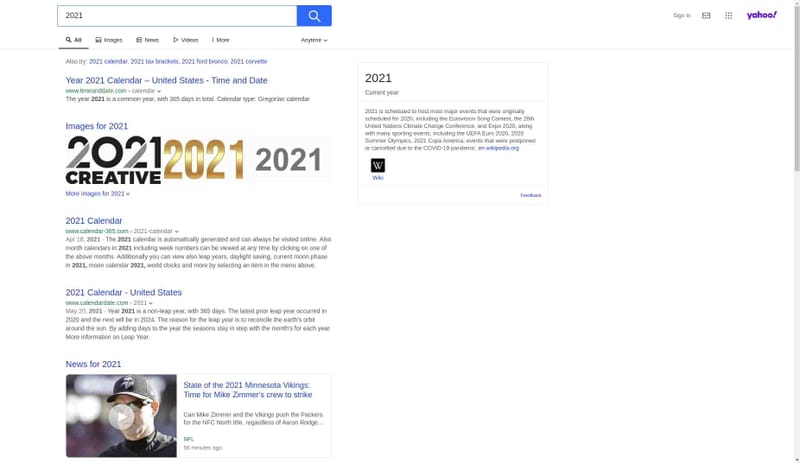 2021
Sign in
yahoo!
All
Images
News
Videos
More
Anytime
Also try: 2021 calendar, 2021 tax brackets, 2021 ford bronco, 2021 corvette
Year 2021 Calendar – United States - Time and Date
www.timeanddate.com › calendar
The year 2021 is a common year, with 365 days in total. Calendar type: Gregorian calendar
Images for 2021
2021
CREATIVE
2021
2021
More images for 2021 »
2021 Calendar
www.calendar-365.com › 2021-calendar
Apr 18, 2021 · The 2021 calendar is automatically generated and can always be visited online. Also
month calendars in 2021 including week numbers can be viewed at any time by clicking on one of
the above months. Additionally you can view also leap years, daylight saving, current moon phase
in 2021, moon calendar 2021, world clocks and more by selecting an item in the menu above.
2021 Calendar - United States
www.calendardate.com › 2021
May 20, 2021 · Year 2021 is a non-leap year, with 365 days. The latest prior leap year occurred in
2020 and the next will be in 2024. The reason for the leap year is to reconcile the earth's orbit
around the sun. By adding days to the year the seasons stay in step with the month's for each year.
More information on Leap Year.
News for 2021
State of the 2021 Minnesota Vikings:
Time for Mike Zimmer's crew to strike
Can Mike Zimmer and the Vikings push the Packers
for the NFC North title, regardless of Aaron Rodge...
NFL
56 minutes ago
2021
Current year
2021 is scheduled to host most major events that were originally
scheduled for 2020, including the Eurovision Song Contest, the 26th
United Nations Climate Change Conference, and Expo 2020, along
with many sporting events, including the UEFA Euro 2020, 2020
Summer Olympics, 2021 Copa América, events that were postponed
or cancelled due to the COVID-19 pandemic. en.wikipedia.org
W
Wiki
Feedback